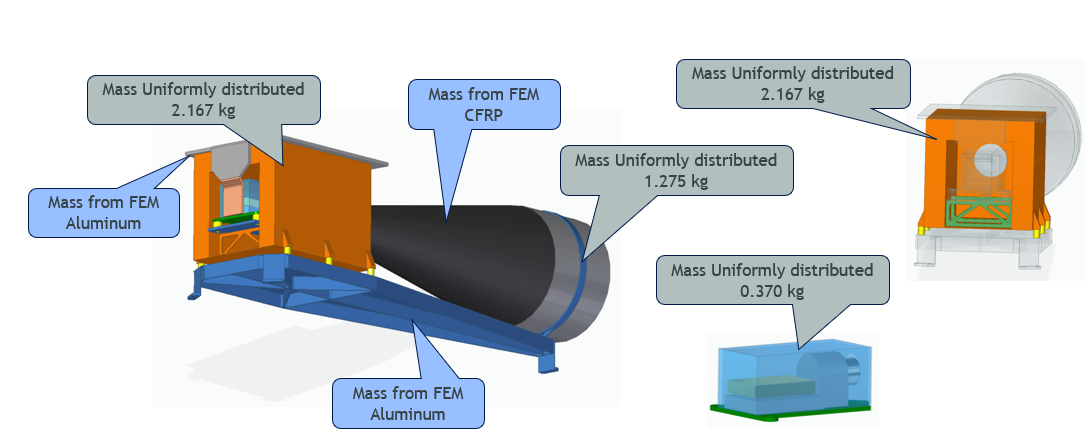 Mass Uniformly distributed
2.167 kg
Mass from FEM
CFRP
Mass Uniformly distributed
2.167 kg
Mass Uniformly distributed
1.275 kg
Mass from FEM
Aluminum
Mass Uniformly distributed
0.370 kg
Mass from FEM
Aluminum